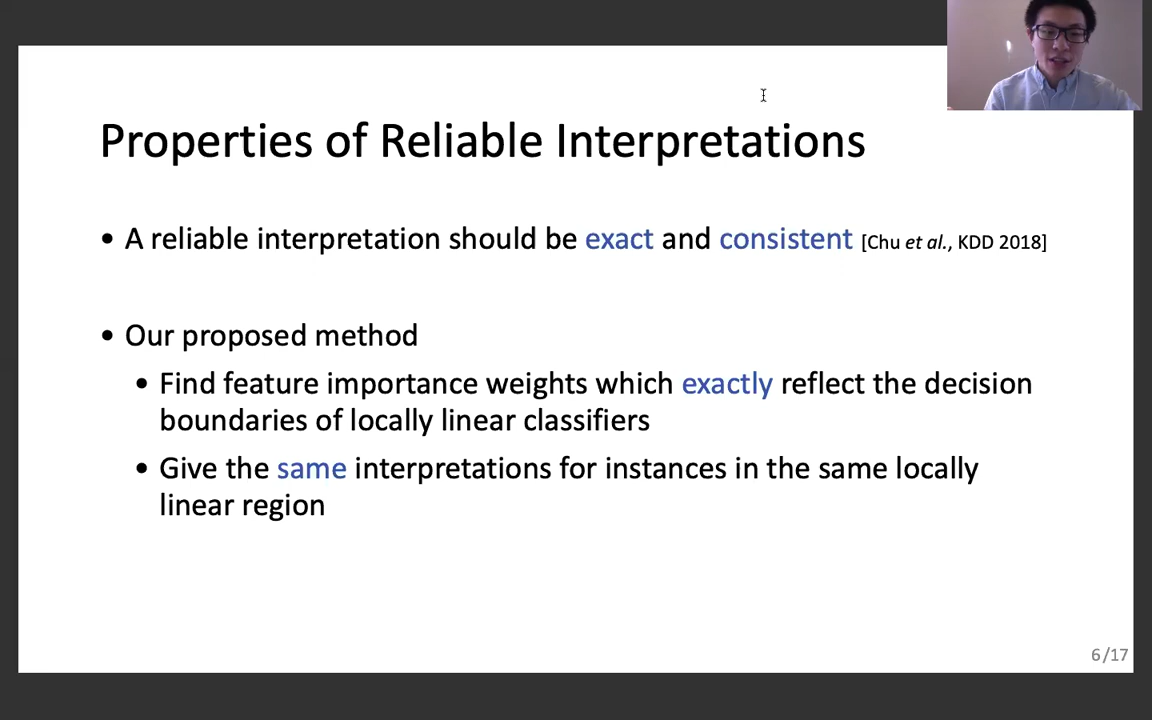 Properties of Reliable Interpretations
• A reliable interpretation should be exact and consistent [Chu et al., KDD 2018]
• Our proposed method
• Find feature importance weights which exactly reflect the decision
boundaries of locally linear classifiers
• Give the same interpretations for instances in the same locally
linear region
6/17